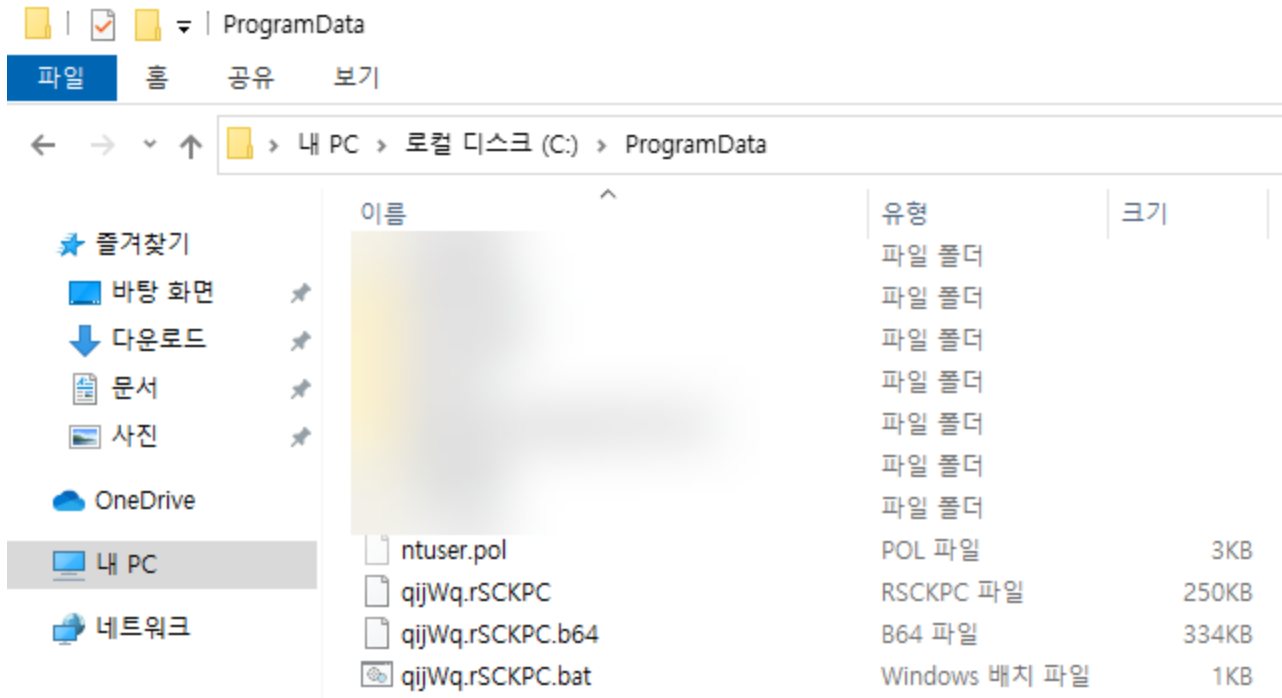 ProgramData
파일 홈 공유 보기
내 PC 로컬 디스크 (C:) ProgramData
이름 유형 크기
즐겨찾기
바탕 화면
다운로드
문서
사진
OneDrive
내 PC
네트워크
파일 폴더
파일 폴더
파일 폴더
파일 폴더
파일 폴더
파일 폴더
파일 폴더
ntuser.pol POL 파일 3KB
qijWq.rSCKPC RSCKPC 파일 250KB
qijWq.rSCKPC.b64 B64 파일 334KB
qijWq.rSCKPC.bat Windows 배치 파일 1KB